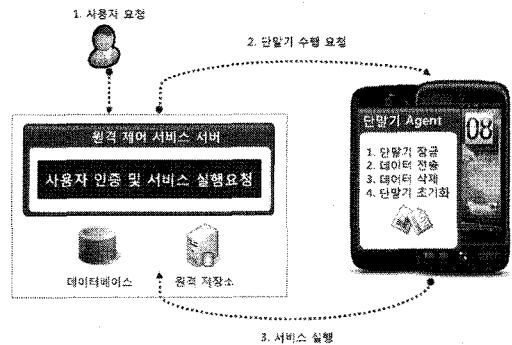 1. 사용자 요청
2. 단말기 수행 요청
원격 제어 서비스 서버
사용자 인증 및 서비스 실행요청
데이터베이스
원격 저장소
단말기 Agent
1. 단말기 잠금
2. 데이터 전송
3. 데이터 삭제
4. 단말기 초기화
08
3. 서비스 실행